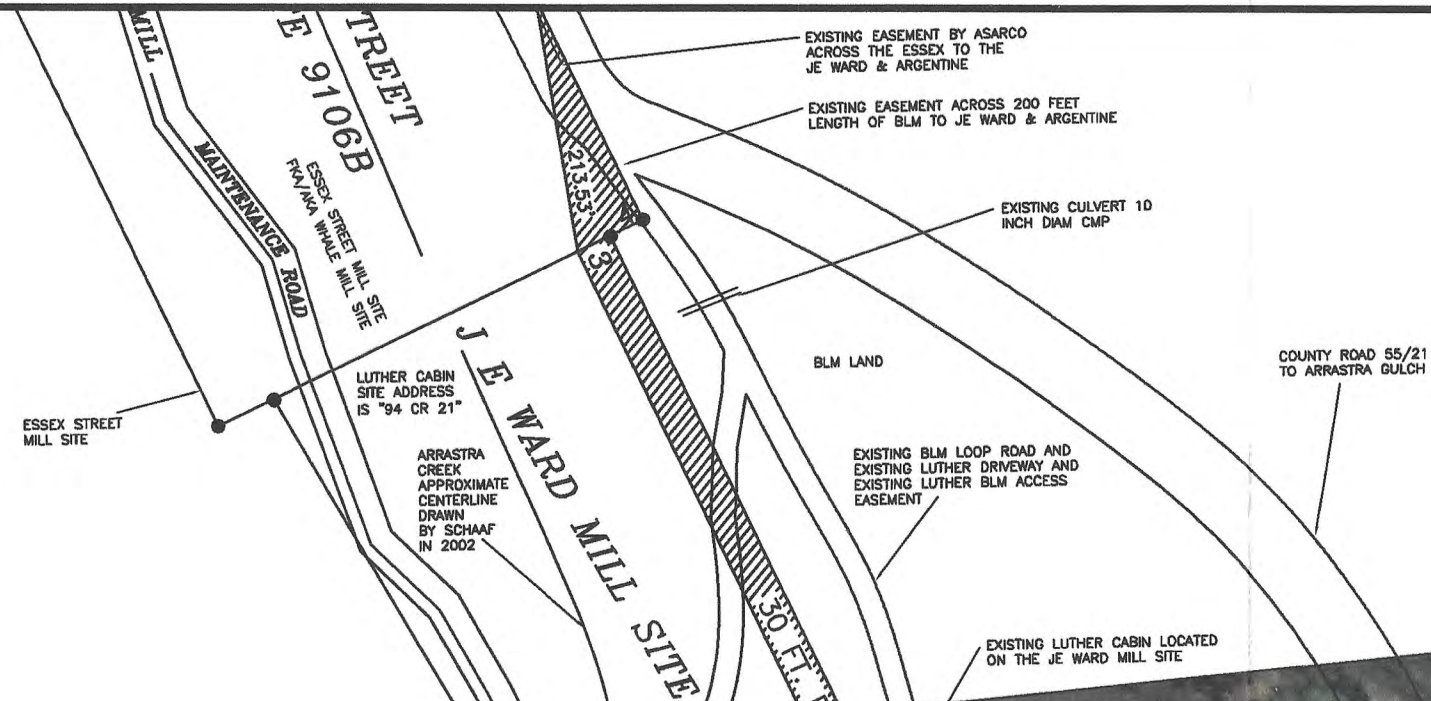 MILL
TREET
E 9106B
MAINTENANCE ROAD
ESSEX STREET MILL SITE
FKA/AKA WHALE MILL SITE
EXISTING EASEMENT BY ASARCO
ACROSS THE ESSEX TO THE
JE WARD & ARGENTINE
EXISTING EASEMENT ACROSS 200 FEET
LENGTH OF BLM TO JE WARD & ARGENTINE
213.53'
EXISTING CULVERT 10
INCH DIAM CMP
3
BLM LAND
COUNTY ROAD 55/21
TO ARRASTRA GULCH
LUTHER CABIN
SITE ADDRESS
IS "94 CR 21"
ESSEX STREET
MILL SITE
J E WARD MILL SITE
ARRASTRA
CREEK
APPROXIMATE
CENTERLINE
DRAWN
BY SCHAAF
IN 2002
EXISTING BLM LOOP ROAD AND
EXISTING LUTHER DRIVEWAY AND
EXISTING LUTHER BLM ACCESS
EASEMENT
30 FT.
EXISTING LUTHER CABIN LOCATED
ON THE JE WARD MILL SITE